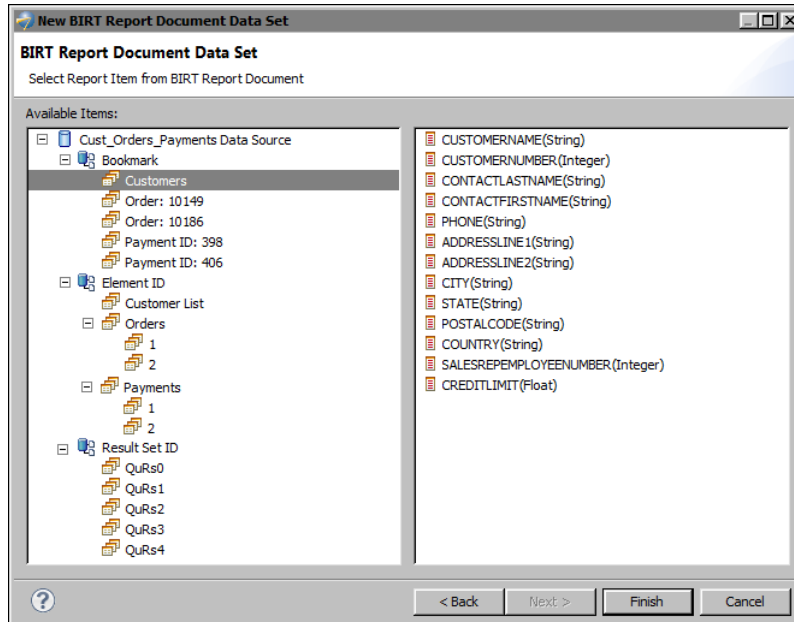 New BIRT Report Document Data Set
BIRT Report Document Data Set
Select Report Item from BIRT Report Document
Available Items:
Cust_Orders_Payments Data Source
Bookmark
Customers
Order: 10149
Order: 10186
Payment ID: 398
Payment ID: 406
Element ID
Customer List
Orders
1
2
Payments
1
2
Result Set ID
QuRs0
QuRs1
QuRs2
QuRs3
QuRs4
CUSTOMERNAME(String)
CUSTOMERNUMBER(Integer)
CONTACTLASTNAME(String)
CONTACTFIRSTNAME(String)
PHONE(String)
ADDRESSLINE1(String)
ADDRESSLINE2(String)
CITY(String)
STATE(String)
POSTALCODE(String)
COUNTRY(String)
SALESREPEMPLOYEENUMBER(Integer)
CREDITLIMIT(Float)
?
< Back Next > Finish Cancel